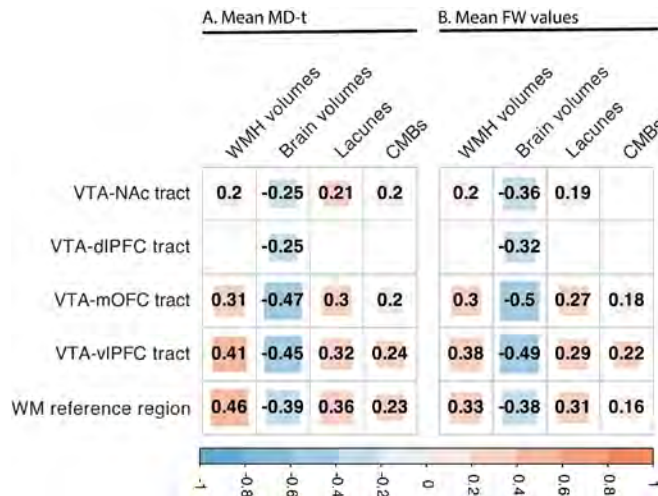 A. Mean MD-t
B. Mean FW values
WMH volumes Brain volumes Lacunes CMBs WMH volumes Brain volumes Lacunes CMBs
VTA-NAc tract 0.2 -0.25 0.21 0.2 0.2 -0.36 0.19
VTA-dlPFC tract -0.25 -0.32
VTA-mOFC tract 0.31 -0.47 0.3 0.2 0.3 -0.5 0.27 0.18
VTA-vlPFC tract 0.41 -0.45 0.32 0.24 0.38 -0.49 0.29 0.22
WM reference region 0.46 -0.39 0.36 0.23 0.33 -0.38 0.31 0.16
-1 -0.8 -0.6 -0.4 -0.2 0 0.2 0.4 0.6 0.8 1